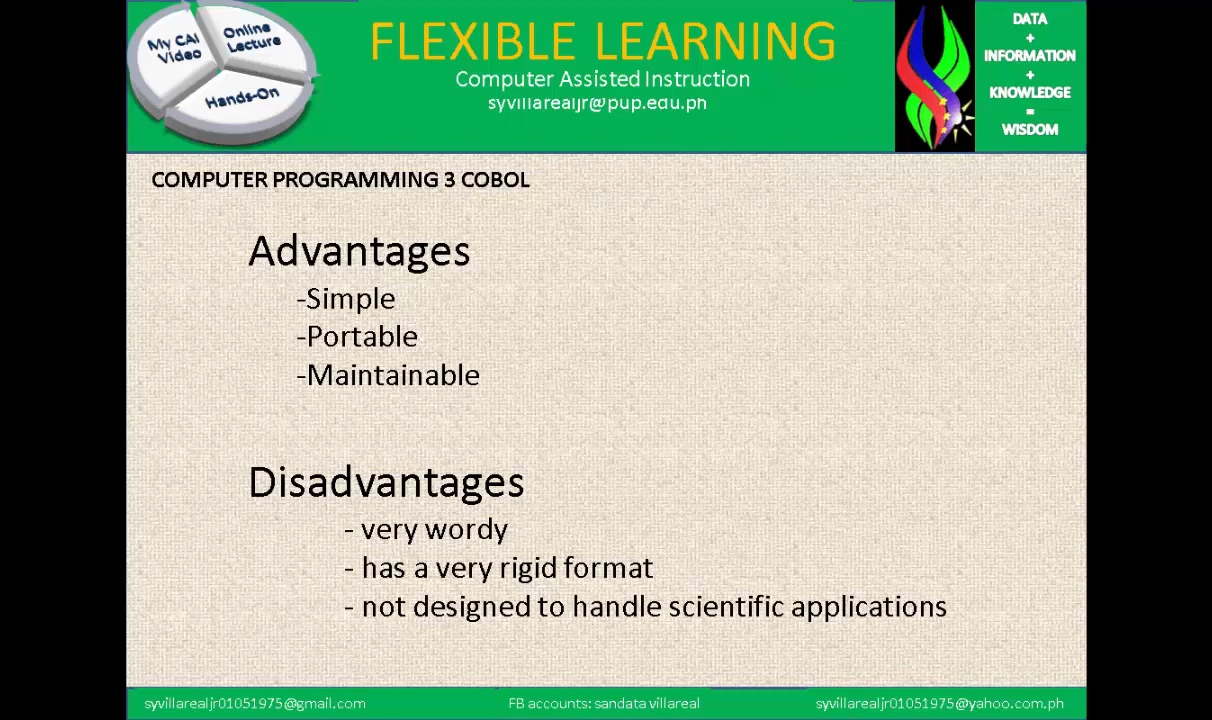 My CAI
Video
Online
Lecture
Hands-On
FLEXIBLE LEARNING
Computer Assisted Instruction
syvillarealjr@pup.edu.ph
DATA
+
INFORMATION
+
KNOWLEDGE
=
WISDOM
COMPUTER PROGRAMMING 3 COBOL
Advantages
-Simple
-Portable
-Maintainable
Disadvantages
- very wordy
- has a very rigid format
- not designed to handle scientific applications
syvillarealjr01051975@gmail.com
FB accounts: sandata villareal
syvillarealjr01051975@yahoo.com.ph